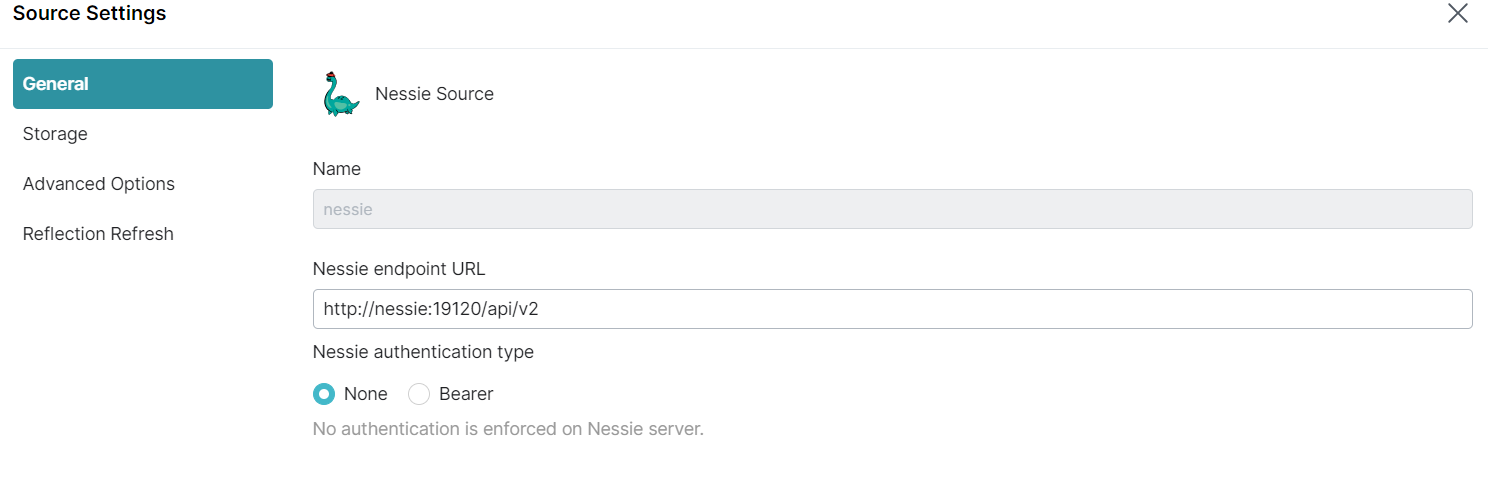 Source Settings
General
Storage
Advanced Options
Reflection Refresh
Nessie Source
Name
nessie
Nessie endpoint URL
http://nessie:19120/api/v2
Nessie authentication type
None
Bearer
No authentication is enforced on Nessie server.